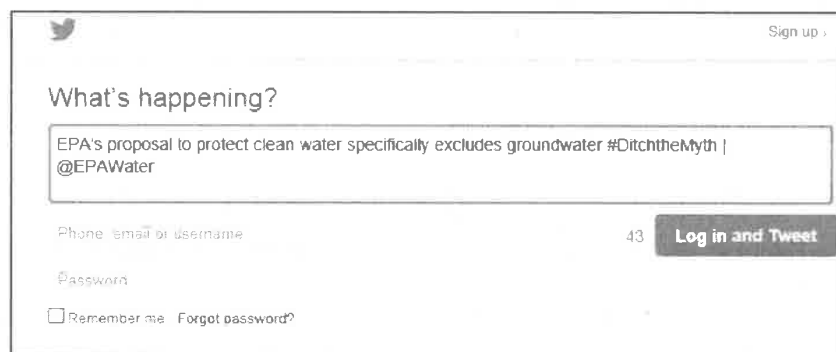 Sign up ›
What's happening?
EPA's proposal to protect clean water specifically excludes groundwater #DitchtheMyth |
@EPAWater
Phone, email or username
43 Log in and Tweet
Password
Remember me Forgot password?